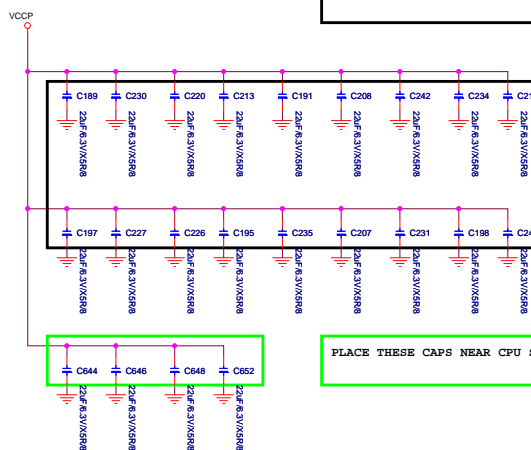 VCCP
C189 C230 C220 C213 C191 C208 C242 C234
22uF/6.3V/X5R/8 22uF/6.3V/X5R/8 22uF/6.3V/X5R/8 22uF/6.3V/X5R/8 22uF/6.3V/X5R/8 22uF/6.3V/X5R/8 22uF/6.3V/X5R/8 22uF/6.3V/X5R/8 22uF/6.3V/X5R/8
C197 C227 C226 C195 C235 C207 C231 C198
22uF/6.3V/X5R/8 22uF/6.3V/X5R/8 22uF/6.3V/X5R/8 22uF/6.3V/X5R/8 22uF/6.3V/X5R/8 22uF/6.3V/X5R/8 22uF/6.3V/X5R/8 22uF/6.3V/X5R/8 22uF/6.3V/X5R/8
C644 C646 C648 C652
22uF/6.3V/X5R/8 22uF/6.3V/X5R/8 22uF/6.3V/X5R/8 22uF/6.3V/X5R/8
PLACE THESE CAPS NEAR CPU